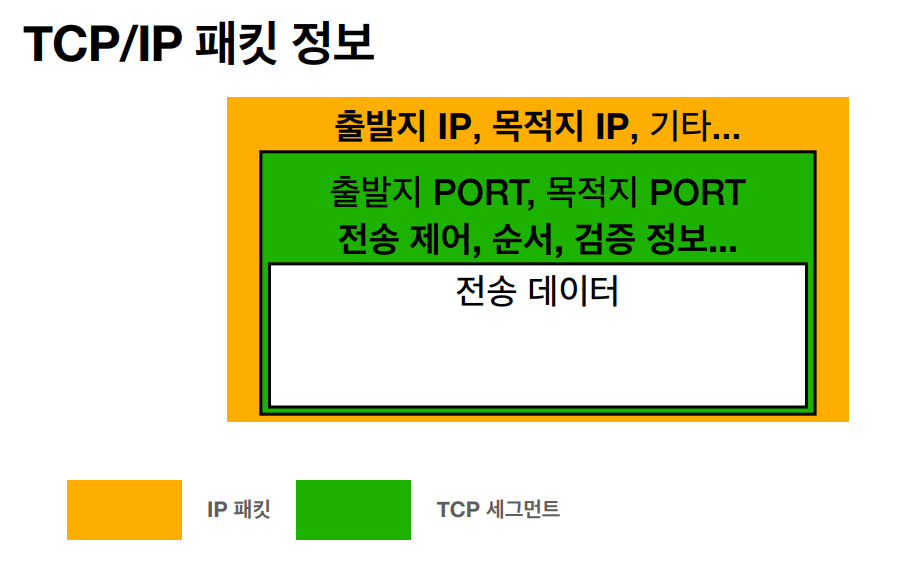 TCP/IP 패킷 정보
출발지 IP, 목적지 IP, 기타...
출발지 PORT, 목적지 PORT
전송 제어, 순서, 검증 정보...
전송 데이터
IP 패킷
TCP 세그먼트